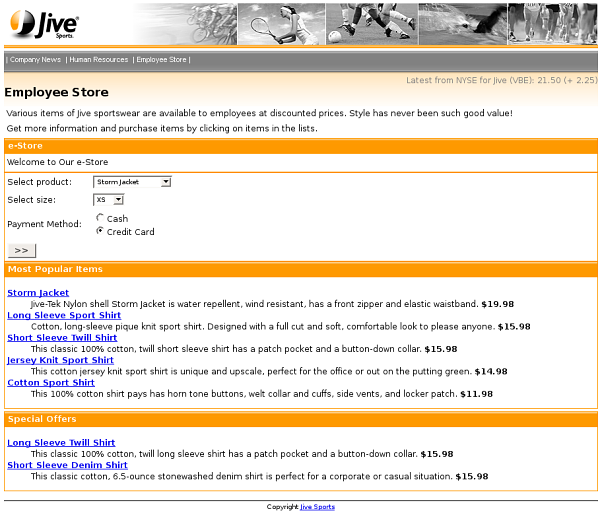 Jive
Sports.
| Company News | Human Resources | Employee Store |
Latest from NYSE for Jive (VBE): 21.50 (+ 2.25)
Employee Store
Various items of Jive sportswear are available to employees at discounted prices. Style has never been such good value!
Get more information and purchase items by clicking on items in the lists.
e-Store
Welcome to Our e-Store
Select product: Storm Jacket
Select size: XS
Payment Method: Cash
Credit Card
>>
Most Popular Items
Storm Jacket
Jive-Tek Nylon shell Storm Jacket is water repellent, wind resistant, has a front zipper and elastic waistband. $19.98
Long Sleeve Sport Shirt
Cotton, long-sleeve pique knit sport shirt. Designed with a full cut and soft, comfortable look to please anyone. $15.98
Short Sleeve Twill Shirt
This classic 100% cotton, twill short sleeve shirt has a patch pocket and a button-down collar. $15.98
Jersey Knit Sport Shirt
This cotton jersey knit sport shirt is unique and upscale, perfect for the office or out on the putting green. $14.98
Cotton Sport Shirt
This 100% cotton shirt pays has horn tone buttons, welt collar and cuffs, side vents, and locker patch. $11.98
Special Offers
Long Sleeve Twill Shirt
This classic 100% cotton, twill long sleeve shirt has a patch pocket and a button-down collar. $15.98
Short Sleeve Denim Shirt
This classic cotton, 6.5-ounce stonewashed denim shirt is perfect for a corporate or casual situation. $15.98
Copyright Jive Sports